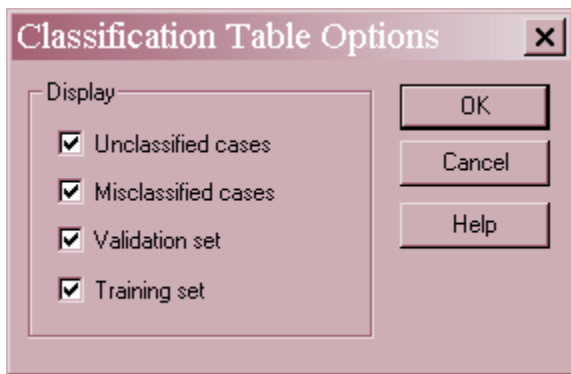 Classification Table Options
Display
Unclassified cases
Misclassified cases
Validation set
Training set
OK
Cancel
Help